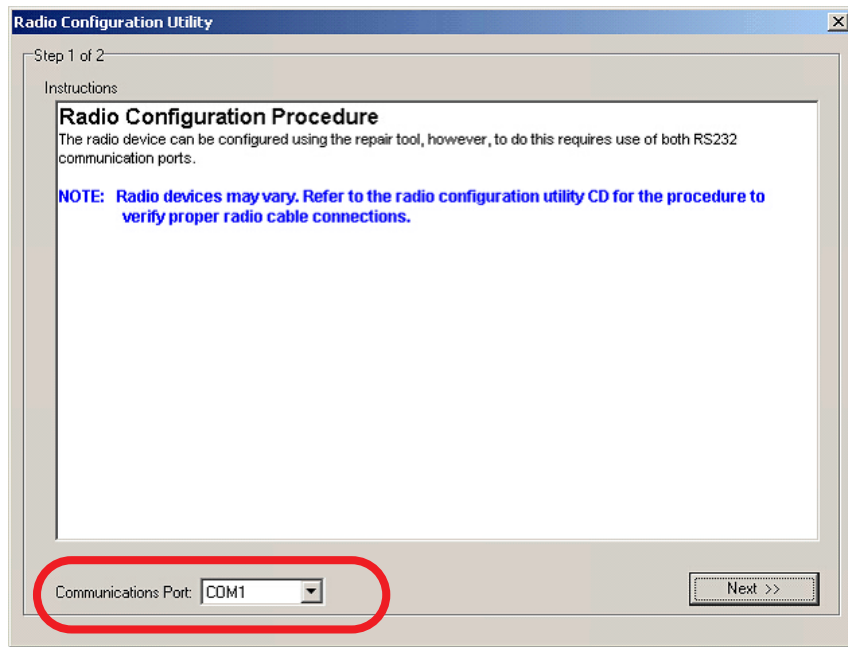 Radio Configuration Utility
Step 1 of 2
Instructions
Radio Configuration Procedure
The radio device can be configured using the repair tool, however, to do this requires use of both RS232
communication ports.
NOTE: Radio devices may vary. Refer to the radio configuration utility CD for the procedure to
verify proper radio cable connections.
Communications Port: COM1
Next >>